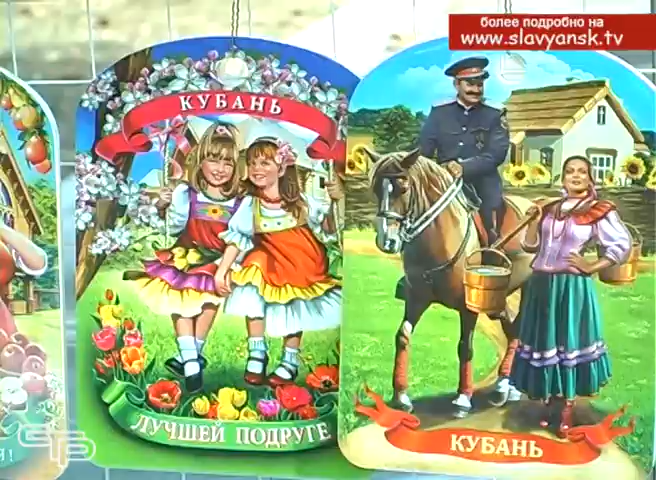 более подробно на
www.slavyansk.tv
КУБАНЬ
ЛУЧШЕЙ ПОДРУГЕ
КУБАНЬ